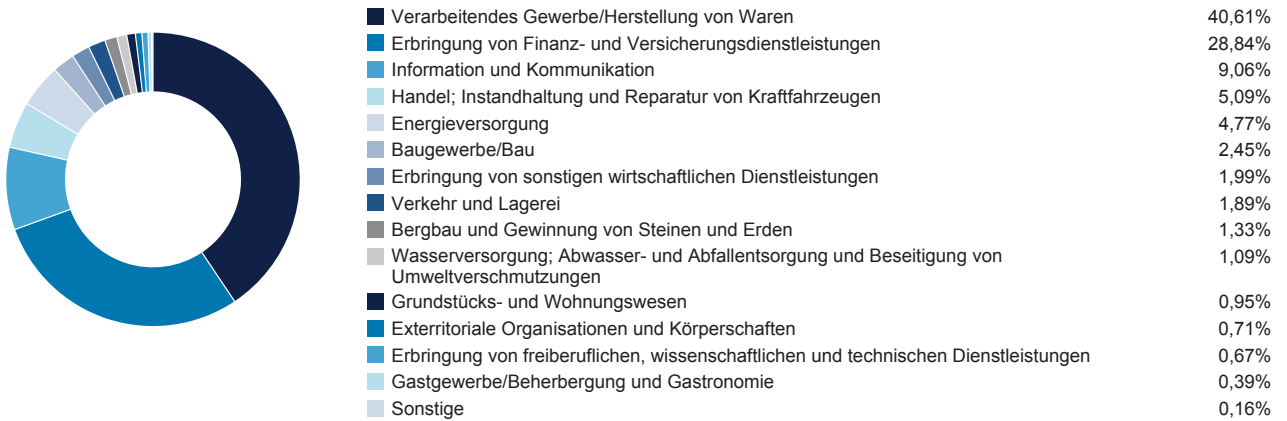 Verarbeitendes Gewerbe/Herstellung von Waren 40,61%
Erbringung von Finanz- und Versicherungsdienstleistungen 28,84%
Information und Kommunikation 9,06%
Handel; Instandhaltung und Reparatur von Kraftfahrzeugen 5,09%
Energieversorgung 4,77%
Baugewerbe/Bau 2,45%
Erbringung von sonstigen wirtschaftlichen Dienstleistungen 1,99%
Verkehr und Lagerei 1,89%
Bergbau und Gewinnung von Steinen und Erden 1,33%
Wasserversorgung; Abwasser- und Abfallentsorgung und Beseitigung von 1,09%
Umweltverschmutzungen
Grundstücks- und Wohnungswesen 0,95%
Exterritoriale Organisationen und Körperschaften 0,71%
Erbringung von freiberuflichen, wissenschaftlichen und technischen Dienstleistungen 0,67%
Gastgewerbe/Beherbergung und Gastronomie 0,39%
Sonstige 0,16%